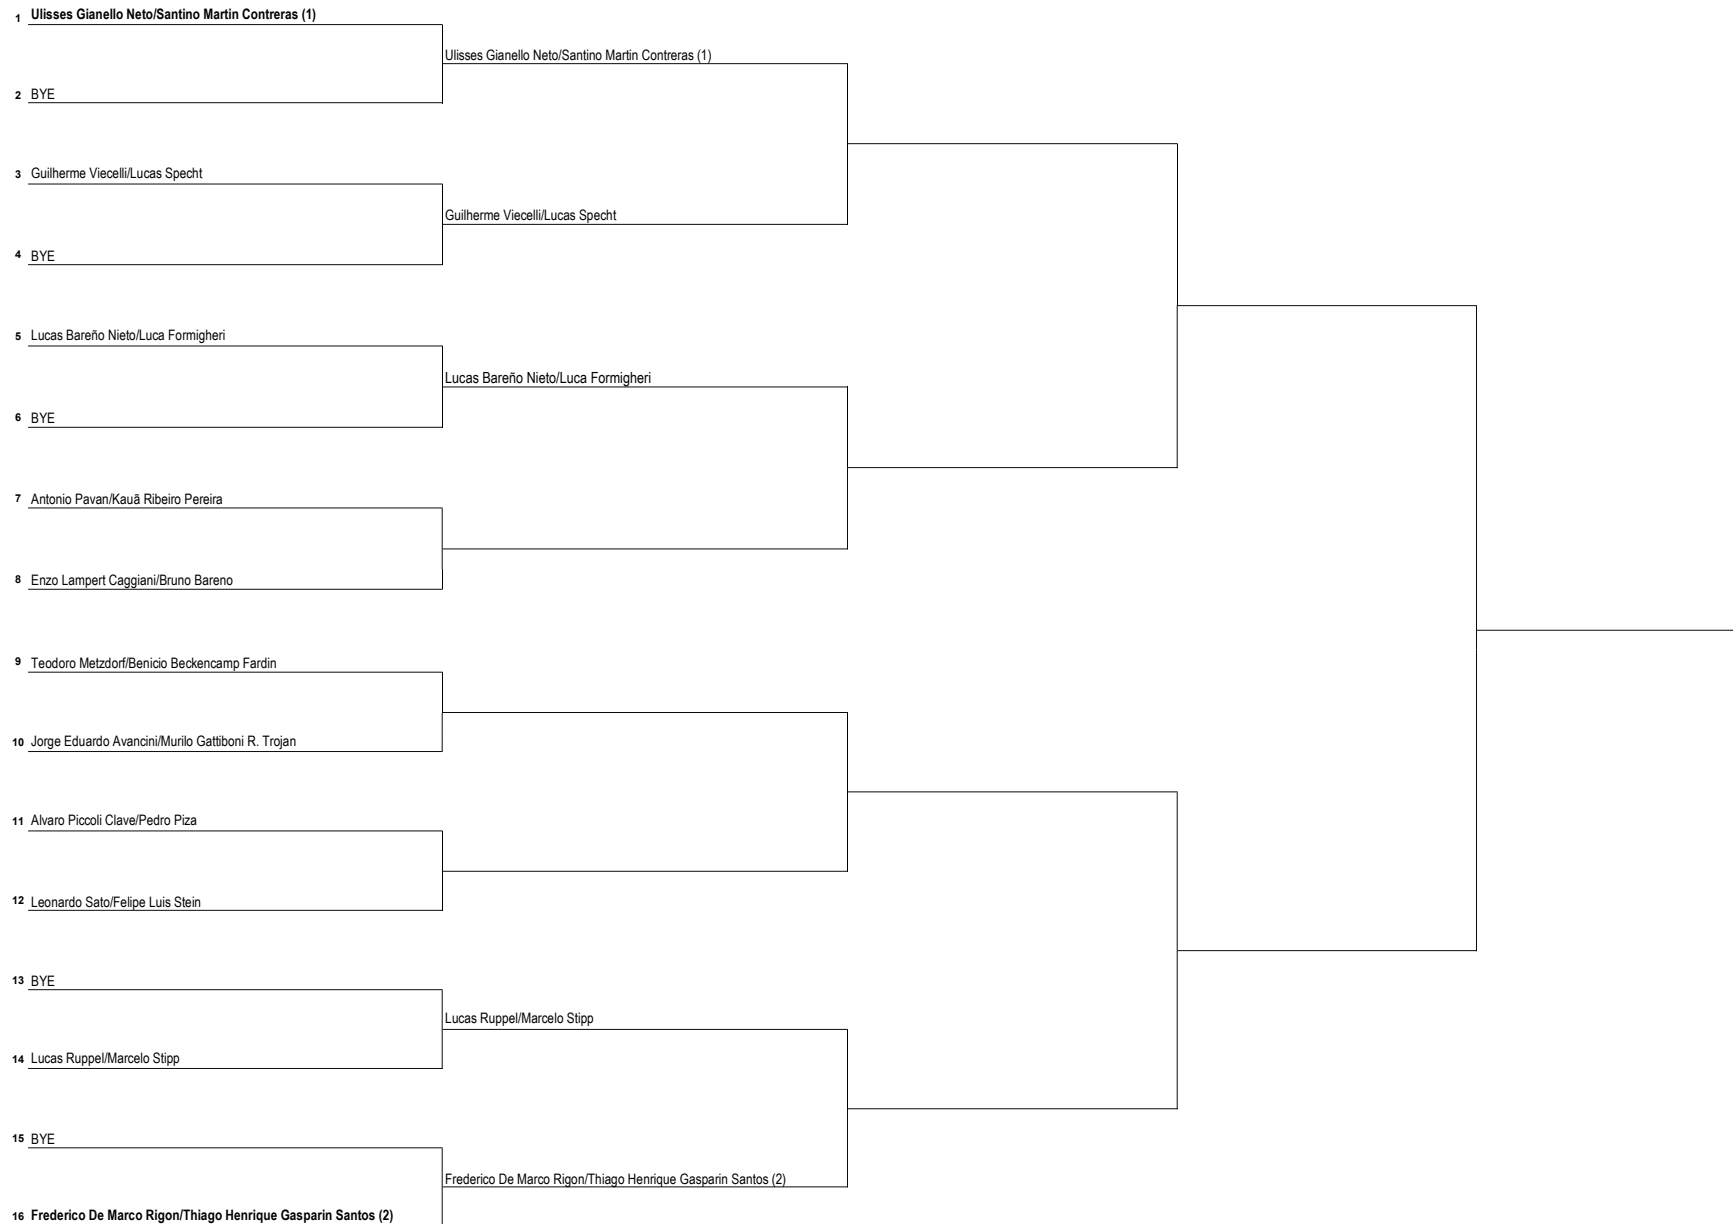 1 Ulisses Gianello Neto/Santino Martin Contreras (1)
Ulisses Gianello Neto/Santino Martin Contreras (1)
2 BYE
3 Guilherme Viecelli/Lucas Specht
Guilherme Viecelli/Lucas Specht
4 BYE
5 Lucas Bareño Nieto/Luca Formigheri
Lucas Bareño Nieto/Luca Formigheri
6 BYE
7 Antonio Pavan/Kauã Ribeiro Pereira
8 Enzo Lampert Caggiani/Bruno Bareno
9 Teodoro Metzdorf/Benicio Beckencamp Fardin
10 Jorge Eduardo Avancini/Murilo Gattiboni R. Trojan
11 Alvaro Piccoli Clave/Pedro Piza
12 Leonardo Sato/Felipe Luis Stein
13 BYE
Lucas Ruppel/Marcelo Stipp
14 Lucas Ruppel/Marcelo Stipp
15 BYE
Frederico De Marco Rigon/Thiago Henrique Gasparin Santos (2)
16 Frederico De Marco Rigon/Thiago Henrique Gasparin Santos (2)